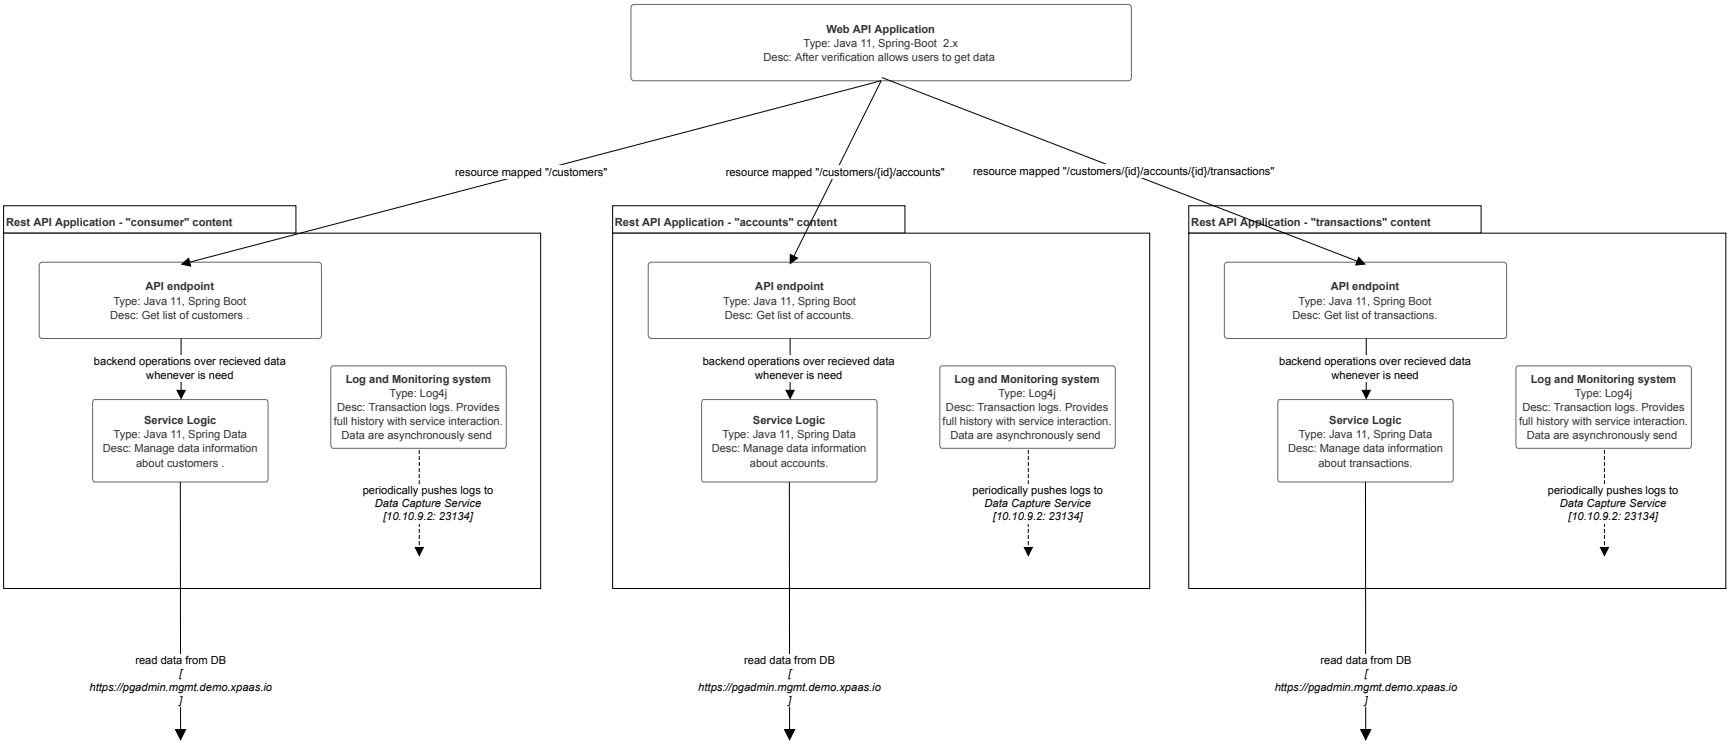 Web API Application
Type: Java 11, Spring-Boot  2.x
Desc: After verification allows users to get data
resource mapped "/customers"
resource mapped "/customers/{id}/accounts"
resource mapped "/customers/{id}/accounts/{id}/transactions"
Rest API Application - "consumer" content
API endpoint
Type: Java 11, Spring Boot
Desc: Get list of customers .
backend operations over recieved data
whenever is need
Log and Monitoring system
Type: Log4j
Desc: Transaction logs. Provides
full history with service interaction.
Data are asynchronously send
Service Logic
Type: Java 11, Spring Data
Desc: Manage data information
about customers .
periodically pushes logs to
Data Capture Service
[10.10.9.2: 23134]
read data from DB
[
https://pgadmin.mgmt.demo.xpaas.io
]
Rest API Application - "accounts" content
API endpoint
Type: Java 11, Spring Boot
Desc: Get list of accounts.
backend operations over recieved data
whenever is need
Log and Monitoring system
Type: Log4j
Desc: Transaction logs. Provides
full history with service interaction.
Data are asynchronously send
Service Logic
Type: Java 11, Spring Data
Desc: Manage data information
about accounts.
periodically pushes logs to
Data Capture Service
[10.10.9.2: 23134]
read data from DB
[
https://pgadmin.mgmt.demo.xpaas.io
]
Rest API Application - "transactions" content
API endpoint
Type: Java 11, Spring Boot
Desc: Get list of transactions.
backend operations over recieved data
whenever is need
Log and Monitoring system
Type: Log4j
Desc: Transaction logs. Provides
full history with service interaction.
Data are asynchronously send
Service Logic
Type: Java 11, Spring Data
Desc: Manage data information
about transactions.
periodically pushes logs to
Data Capture Service
[10.10.9.2: 23134]
read data from DB
[
https://pgadmin.mgmt.demo.xpaas.io
]